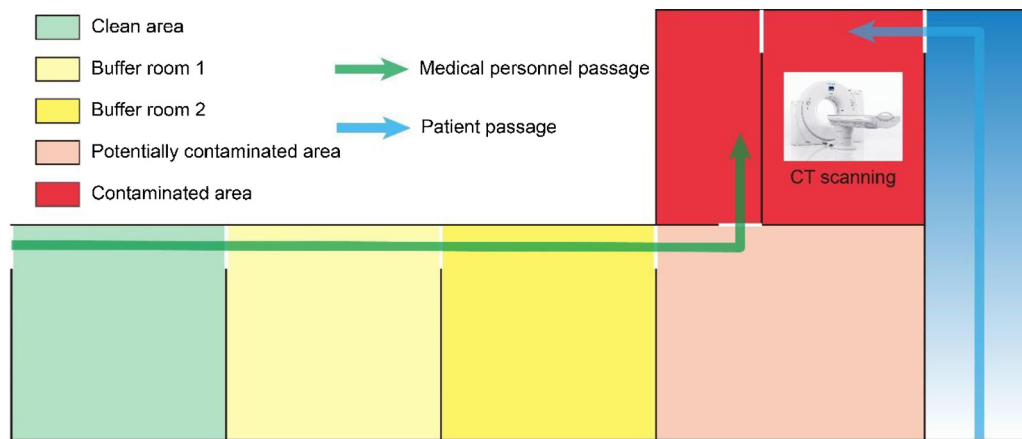 Clean area
Buffer room 1
Buffer room 2
Potentially contaminated area
Contaminated area
Medical personnel passage
Patient passage
CT scanning